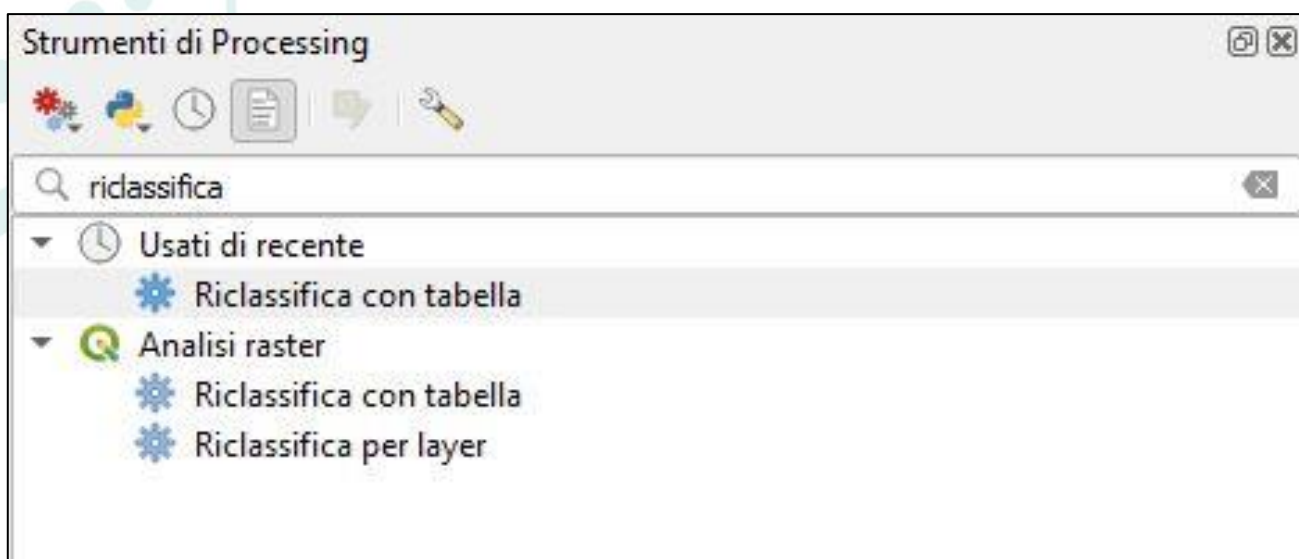 Strumenti di Processing
riclassifica
Usati di recente
Riclassifica con tabella
Analisi raster
Riclassifica con tabella
Riclassifica per layer